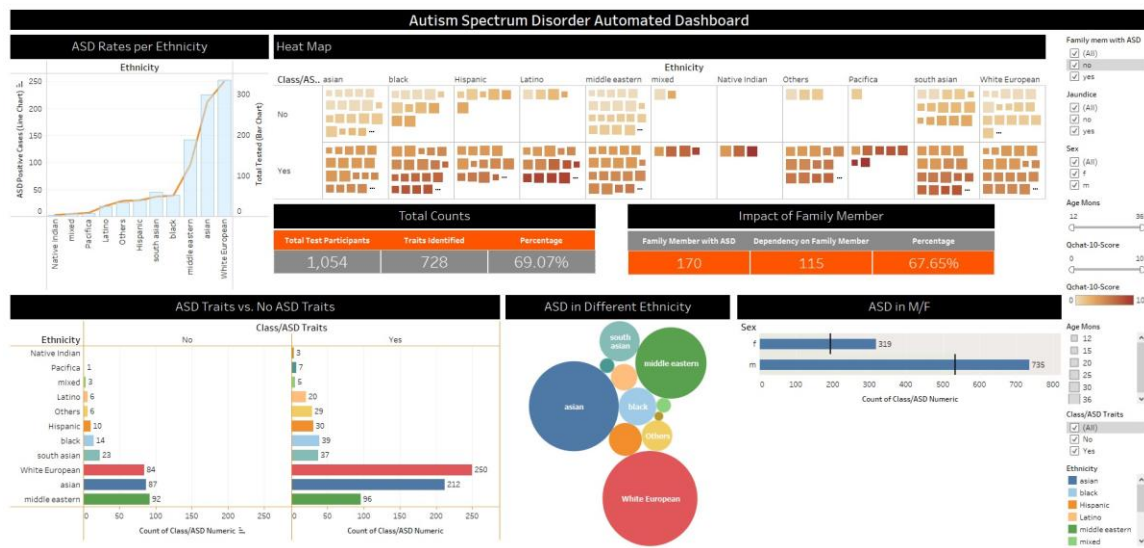 Autism Spectrum Disorder Automated Dashboard
ASD Rates per Ethnicity
Ethnicity
ASD Positive Cases (Line Chart)
250
200
150
100
50
0
Total Tested (Bar Chart)
300
200
100
0
Native Indian
mixed
Pacifica
Latino
Others
Hispanic
south asian
black
middle eastern
asian
White European
Heat Map
Ethnicity
Class/AS.. asian black Hispanic Latino middle eastern mixed Native Indian Others Pacifica south asian White European
No
Yes
Total Counts
Total Test Participants Traits Identified Percentage
1,054 728 69.07%
Impact of Family Member
Family Member with ASD Dependency on Family Member Percentage
170 115 67.65%
ASD Traits vs. No ASD Traits
Class/ASD Traits
Ethnicity No Yes
Native Indian 3
Pacifica 1 7
mixed 3 5
Latino 6 20
Others 6 29
Hispanic 10 30
black 14 39
south asian 23 37
White European 84 250
asian 87 212
middle eastern 92 96
0 50 100 150 200 250 0 50 100 150 200 250
Count of Class/ASD Numeric Count of Class/ASD Numeric
ASD in Different Ethnicity
south asian
middle eastern
asian
black
Others
White European
ASD in M/F
Sex
f 319
m 735
0 100 200 300 400 500 600 700 800
Count of Class/ASD Numeric
Family mem with ASD
(All)
no
yes
Jaundice
(All)
no
yes
Sex
(All)
f
m
Age Mons
12 36
Qchat-10-Score
0 10
Qchat-10-Score
0 10
Age Mons
12
15
20
25
30
36
Class/ASD Traits
(All)
No
Yes
Ethnicity
asian
black
Hispanic
Latino
middle eastern
mixed